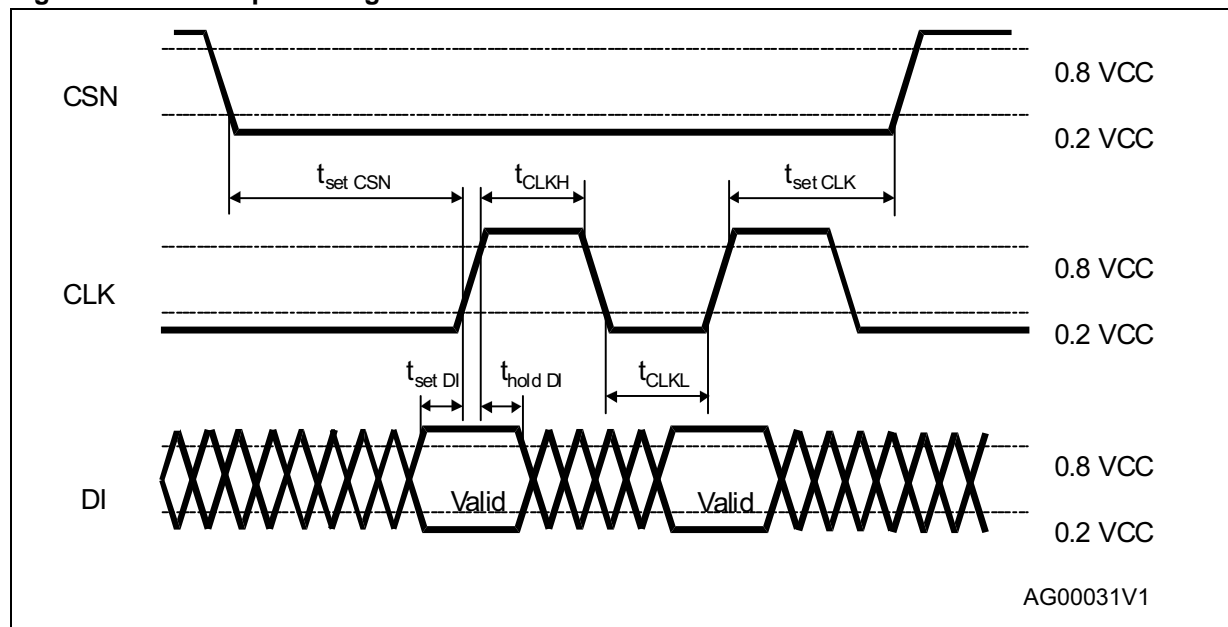 CSN
0.8 VCC
0.2 VCC
tset CSN
tCLKH
tset CLK
CLK
0.8 VCC
0.2 VCC
tset DI
thold DI
tCLKL
DI
Valid
Valid
0.8 VCC
0.2 VCC
AG00031V1